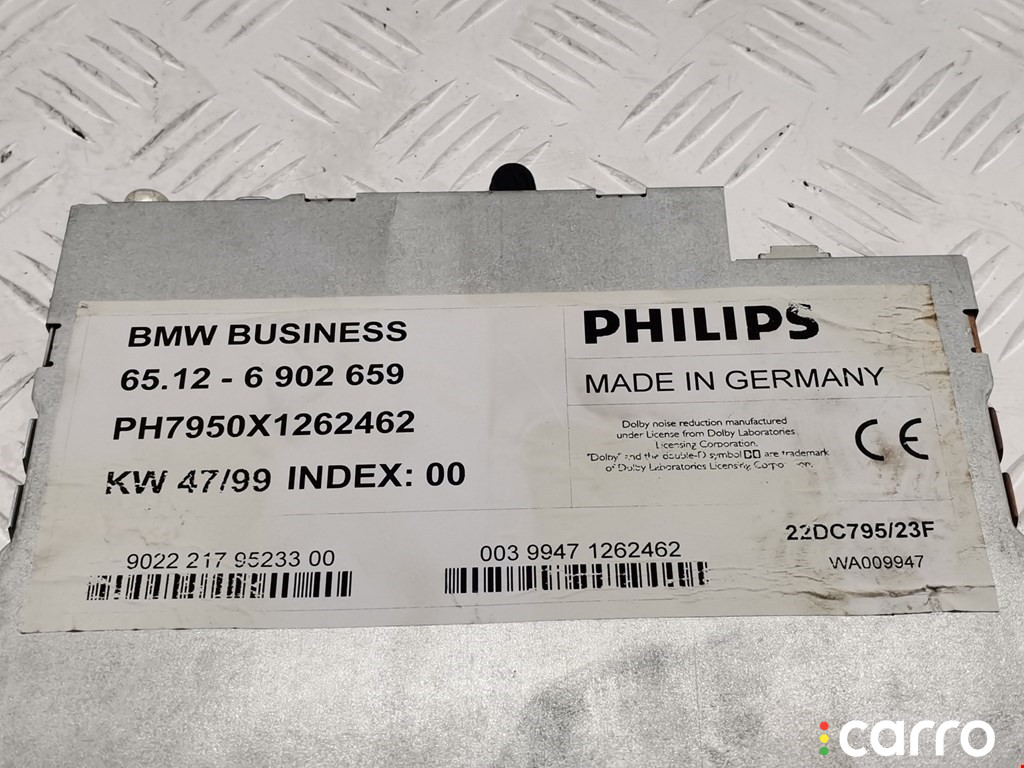 BMW BUSINESS
65.12 - 6 902 659
PH7950X1262462
KW 47/99 INDEX: 00
PHILIPS
MADE IN GERMANY
Dolby noise reduction manufactured
under License from Dolby Laboratories
Licensing Corporation.
"Dolby" and the double-D symbol are trademark
of Dolby Laboratories Licensing Corporation.
CE
9022 217 95233 00
003 9947 1262462
22DC795/23F
WA009947
carro